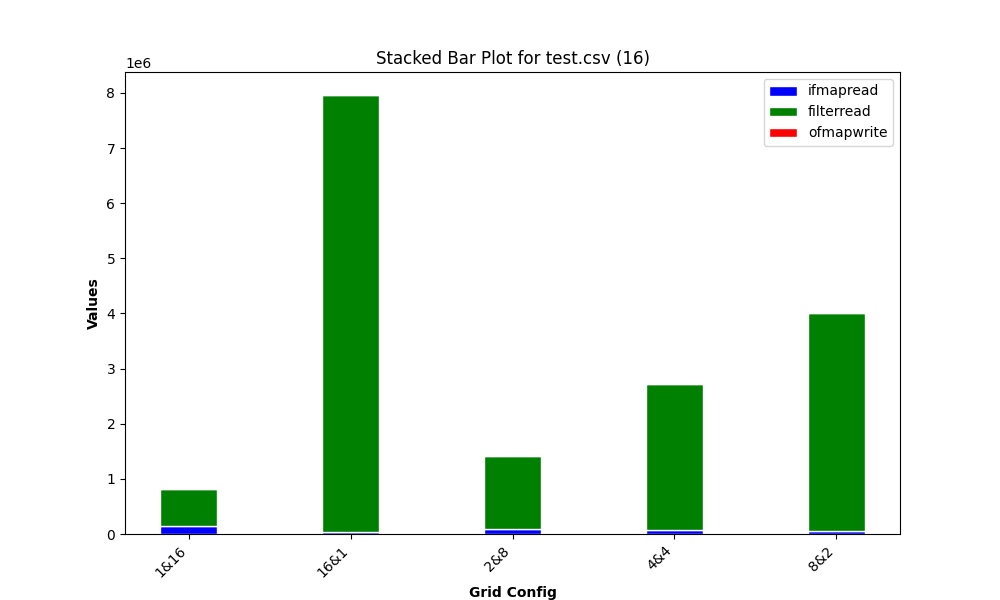 Stacked Bar Plot for test.csv (16)
1e6
ifmapread
filterread
ofmapwrite
8
7
6
5
4
3
2
1
0
Values
1&16
16&1
2&8
4&4
8&2
Grid Config